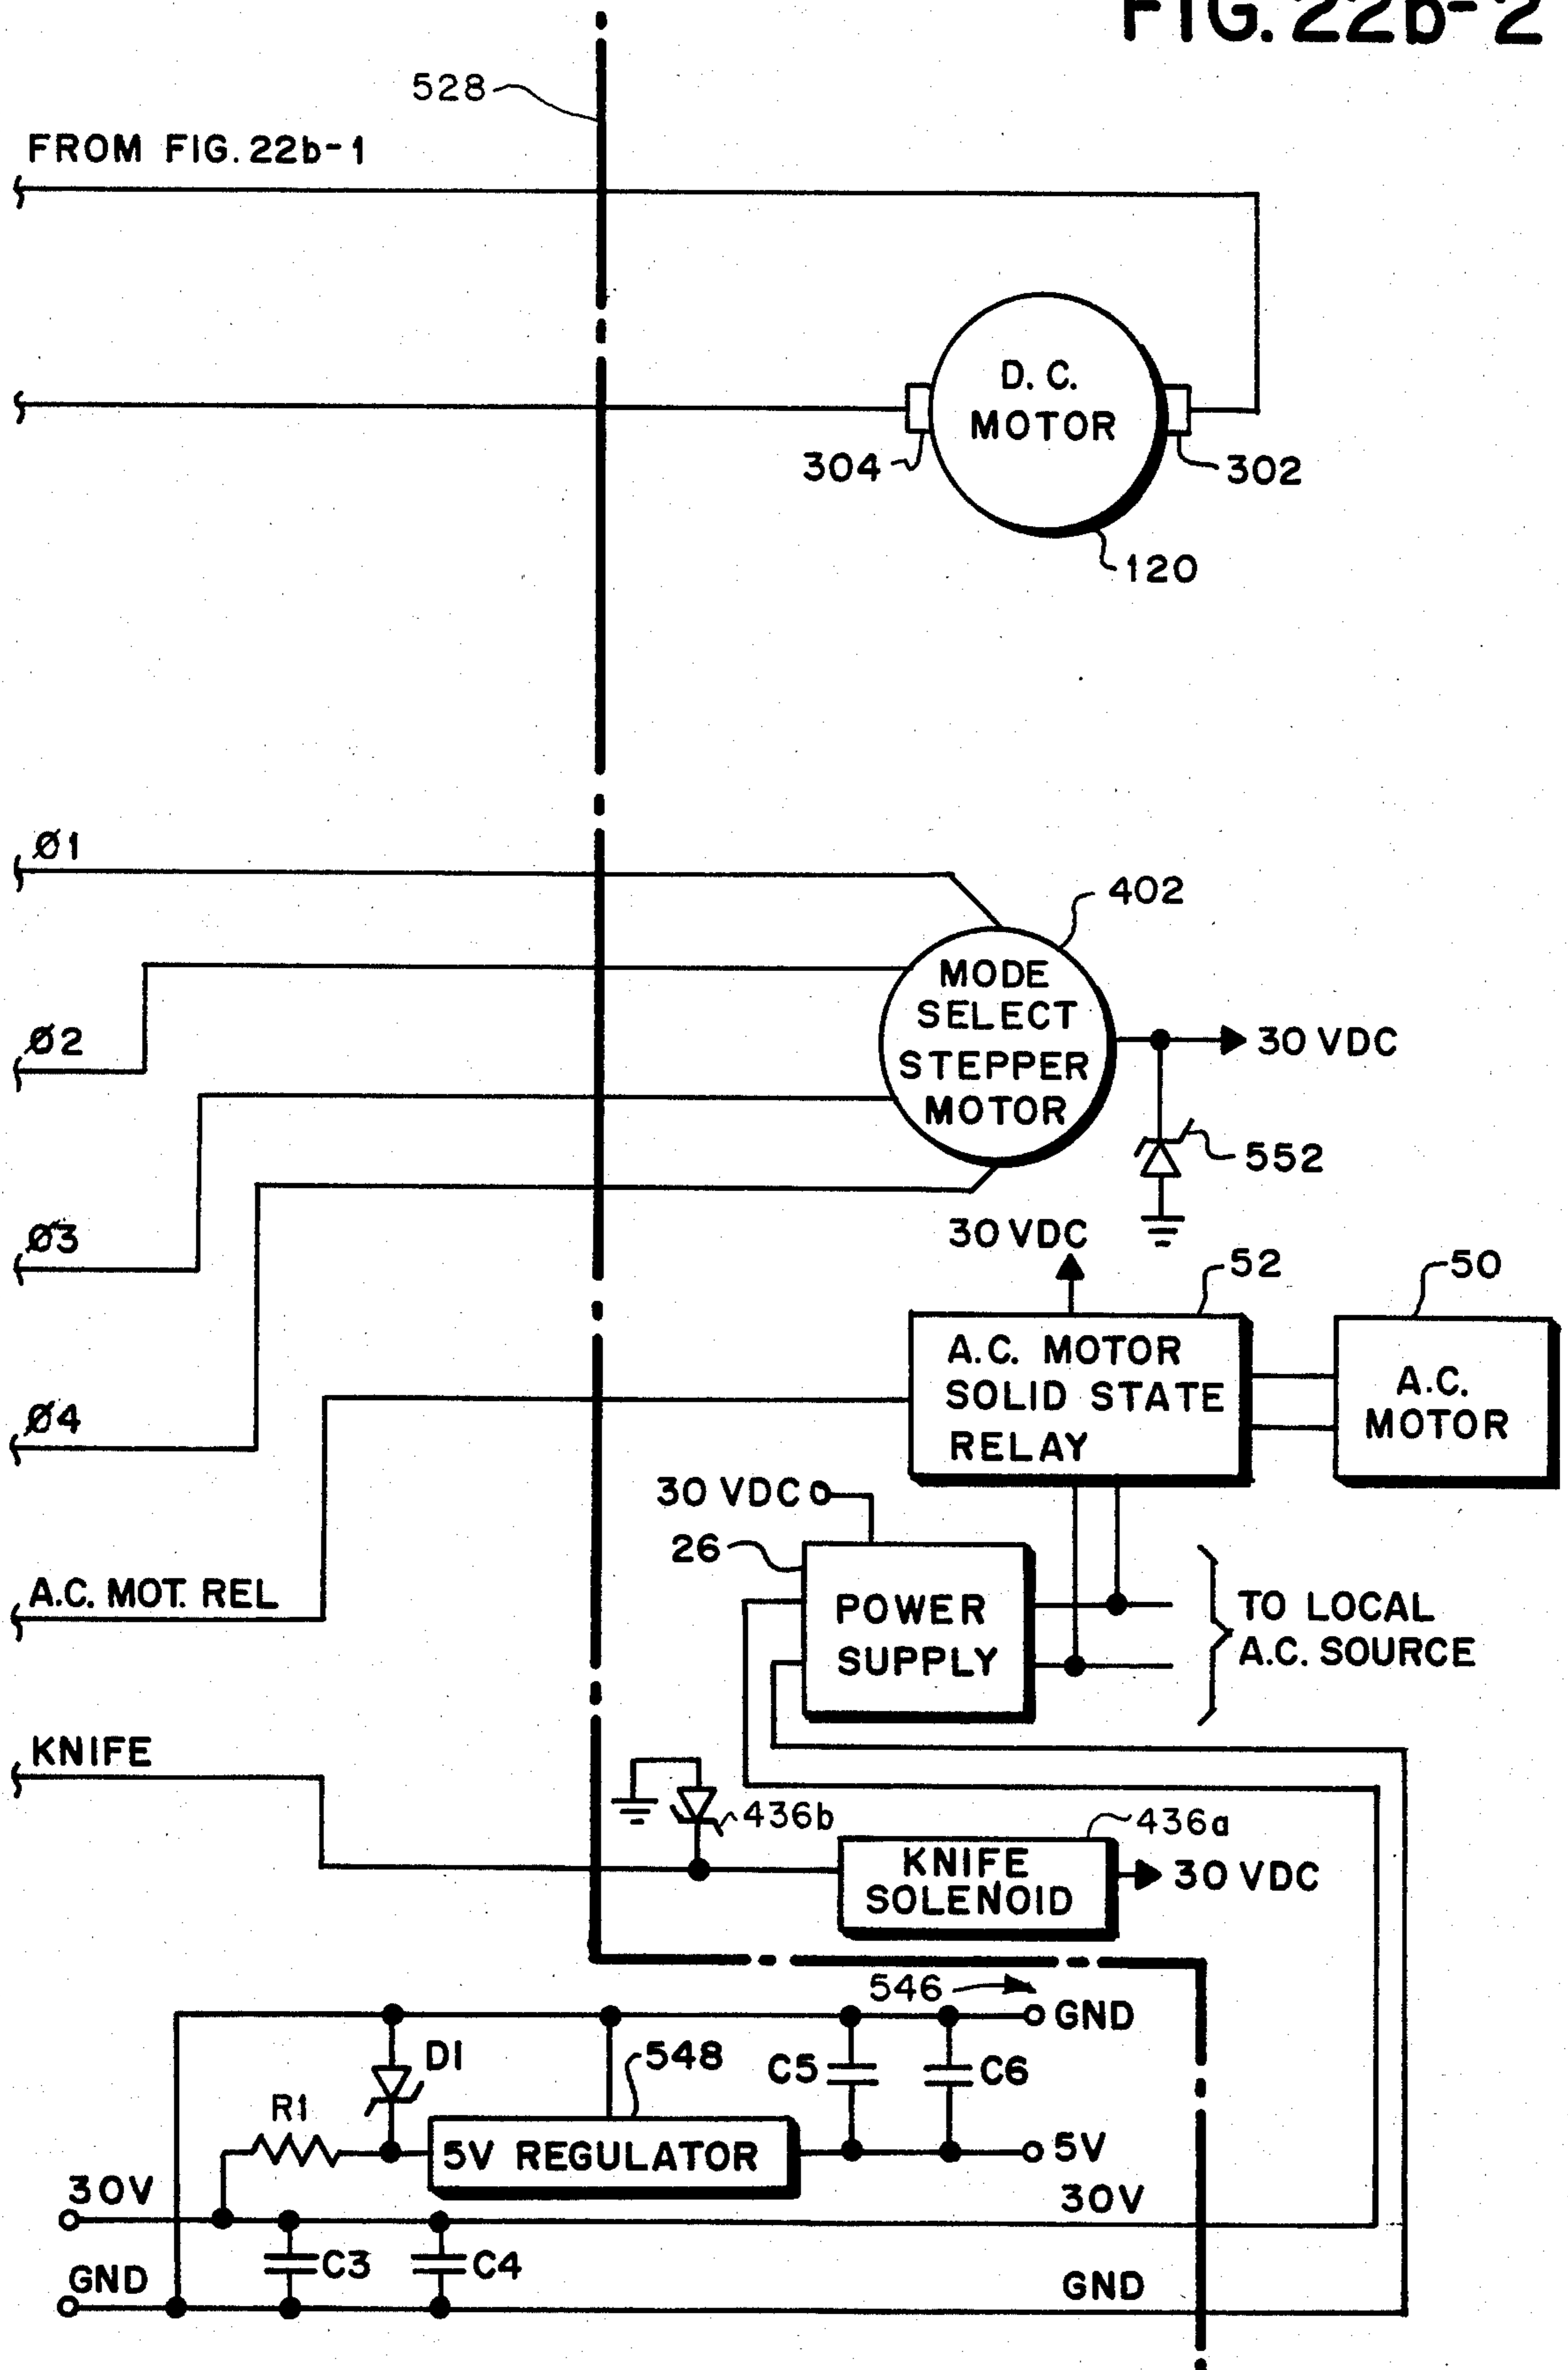 FIG. 22b-2
528
FROM FIG. 22b-1
D. C.
MOTOR
304
302
120
Ø1
402
MODE
SELECT
STEPPER
MOTOR
Ø2
30 VDC
552
Ø3
30 VDC
52
50
A.C. MOTOR
SOLID STATE
RELAY
A.C.
MOTOR
Ø4
30 VDC
26
POWER
SUPPLY
TO LOCAL
A.C. SOURCE
A.C. MOT. REL
KNIFE
436b
436a
KNIFE
SOLENOID
30 VDC
546
GND
D1
548
C5
C6
R1
5V REGULATOR
5V
30V
30V
C3
C4
GND
GND